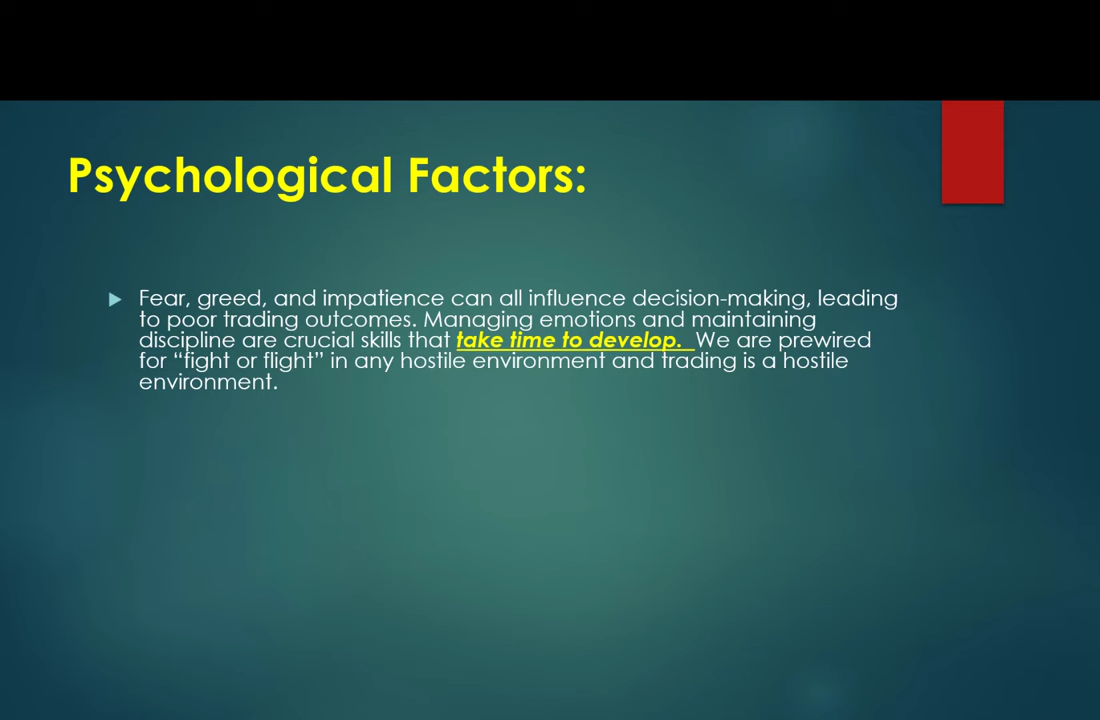 Psychological Factors:
Fear, greed, and impatience can all influence decision-making, leading
to poor trading outcomes. Managing emotions and maintaining
discipline are crucial skills that take time to develop. We are prewired
for “fight or flight” in any hostile environment and trading is a hostile
environment.